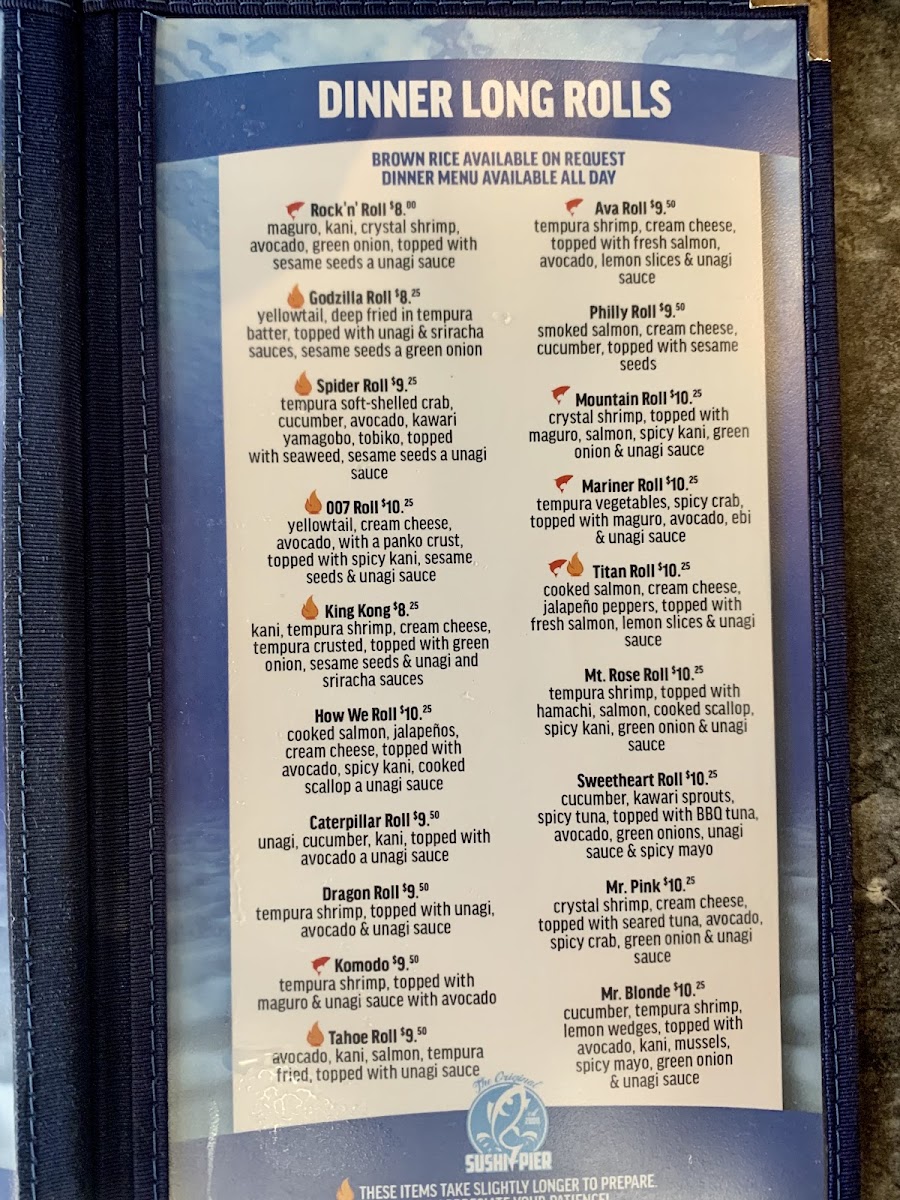 DINNER LONG ROLLS
BROWN RICE AVAILABLE ON REQUEST
DINNER MENU AVAILABLE ALL DAY
Rock'n' Roll $8.00
maguro, kani, crystal shrimp,
avocado, green onion, topped with
sesame seeds a unagi sauce
Godzilla Roll $8.25
yellowtail, deep fried in tempura
batter, topped with unagi & sriracha
sauces, sesame seeds a green onion
Spider Roll $9.25
tempura soft-shelled crab,
cucumber, avocado, kawari
yamagobo, tobiko, topped
with seaweed, sesame seeds a unagi
sauce
007 Roll $10.25
yellowtail, cream cheese,
avocado, with a panko crust,
topped with spicy kani, sesame
seeds & unagi sauce
King Kong $8.25
kani, tempura shrimp, cream cheese,
tempura crusted, topped with green
onion, sesame seeds & unagi and
sriracha sauces
How We Roll $10.25
cooked salmon, jalapeños,
cream cheese, topped with
avocado, spicy kani, cooked
scallop a unagi sauce
Caterpillar Roll $9.50
unagi, cucumber, kani, topped with
avocado a unagi sauce
Dragon Roll $9.50
tempura shrimp, topped with unagi,
avocado & unagi sauce
Komodo $9.50
tempura shrimp, topped with
maguro & unagi sauce with avocado
Tahoe Roll $9.50
avocado, kani, salmon, tempura
fried, topped with unagi sauce
Ava Roll $9.50
tempura shrimp, cream cheese,
topped with fresh salmon,
avocado, lemon slices & unagi
sauce
Philly Roll $9.50
smoked salmon, cream cheese,
cucumber, topped with sesame
seeds
Mountain Roll $10.25
crystal shrimp, topped with
maguro, salmon, spicy kani, green
onion & unagi sauce
Mariner Roll $10.25
tempura vegetables, spicy crab,
topped with maguro, avocado, ebi
& unagi sauce
Titan Roll $10.25
cooked salmon, cream cheese,
jalapeño peppers, topped with
fresh salmon, lemon slices & unagi
sauce
Mt. Rose Roll $10.25
tempura shrimp, topped with
hamachi, salmon, cooked scallop,
spicy kani, green onion & unagi
sauce
Sweetheart Roll $10.25
cucumber, kawari sprouts,
spicy tuna, topped with BBQ tuna,
avocado, green onions, unagi
sauce & spicy mayo
Mr. Pink $10.25
crystal shrimp, cream cheese,
topped with seared tuna, avocado,
spicy crab, green onion & unagi
sauce
Mr. Blonde $10.25
cucumber, tempura shrimp,
lemon wedges, topped with
avocado, kani, mussels,
spicy mayo, green onion
& unagi sauce
The Original
SUSHI PIER
THESE ITEMS TAKE SLIGHTLY LONGER TO PREPARE.